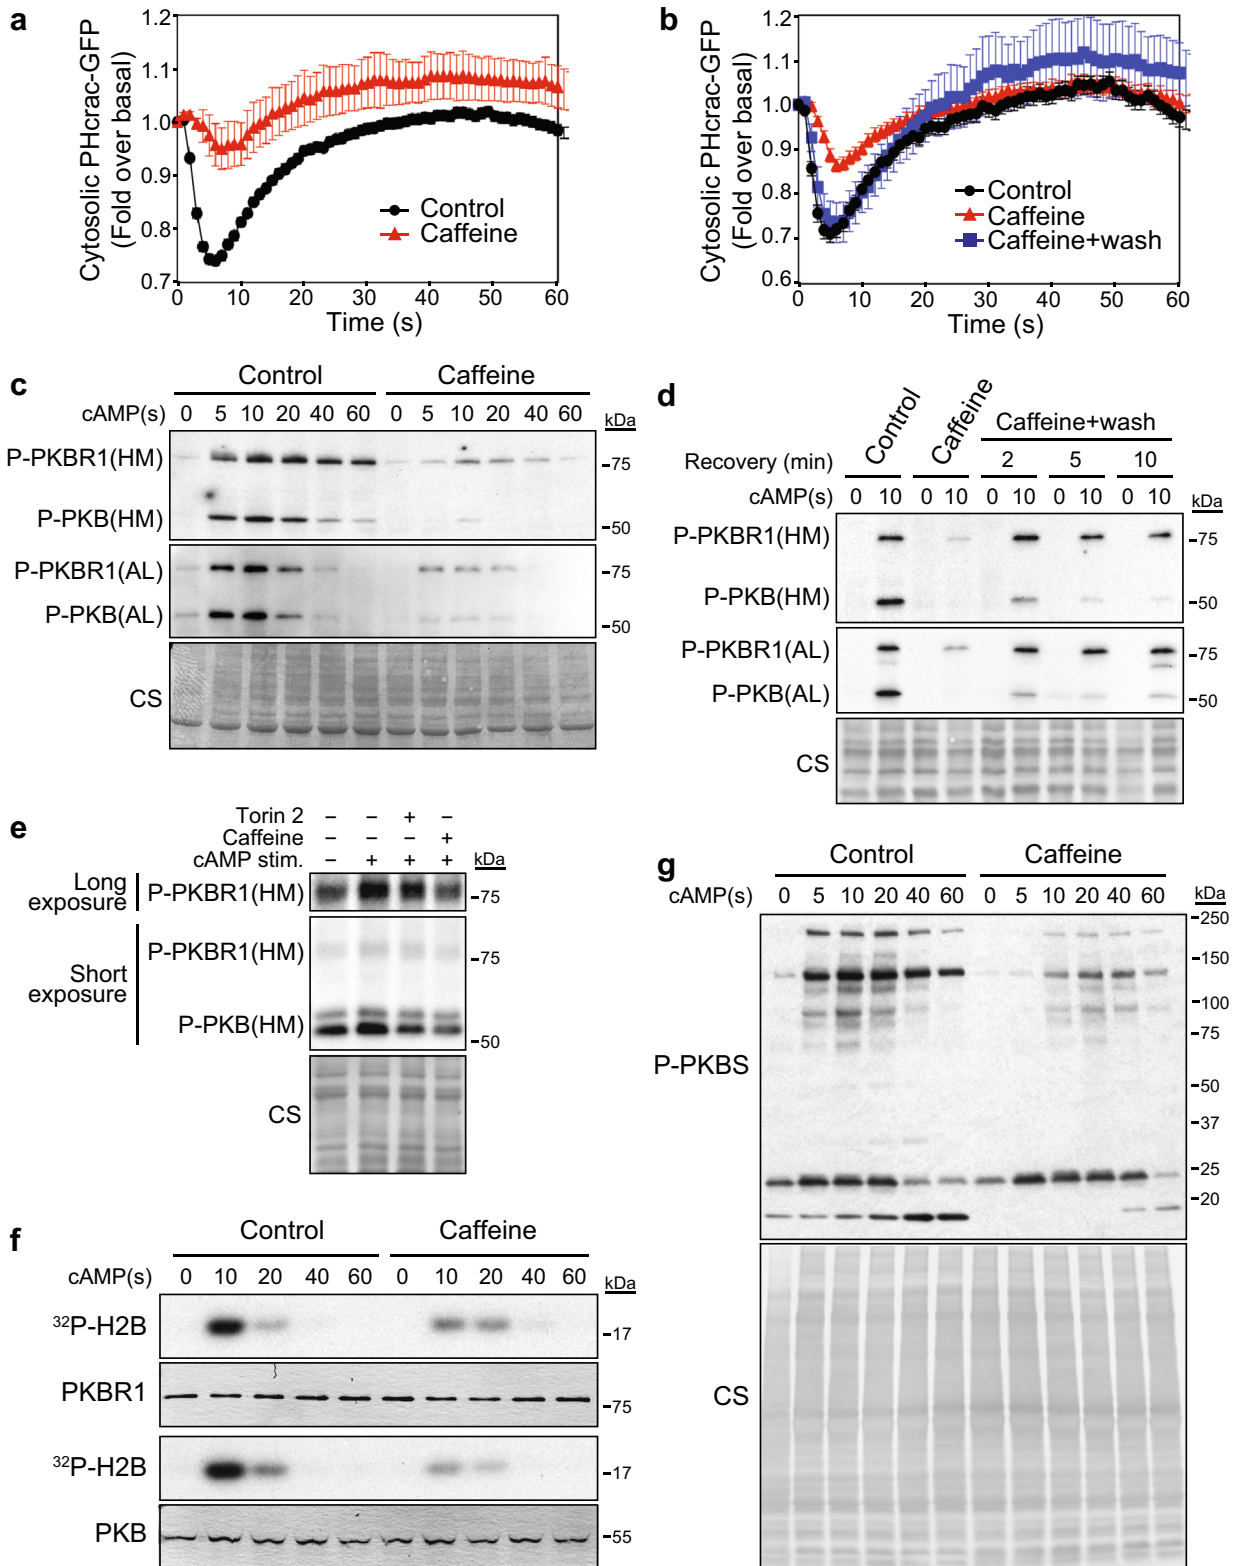 a
Cytosolic PHcrac-GFP
(Fold over basal)
1.2
1.1
1.0
0.9
0.8
0.7
0 10 20 30 40 50 60
Time (s)
Control
Caffeine
b
Cytosolic PHcrac-GFP
(Fold over basal)
1.2
1.1
1.0
0.9
0.8
0.7
0.6
0 10 20 30 40 50 60
Time (s)
Control
Caffeine
Caffeine+wash
c
Control Caffeine
cAMP(s) 0 5 10 20 40 60 0 5 10 20 40 60 kDa
P-PKBR1(HM) -75
P-PKB(HM) -50
P-PKBR1(AL) -75
P-PKB(AL) -50
CS
d
Control Caffeine Caffeine+wash
Recovery (min) 2 5 10
cAMP(s) 0 10 0 10 0 10 0 10 0 10 kDa
P-PKBR1(HM) -75
P-PKB(HM) -50
P-PKBR1(AL) -75
P-PKB(AL) -50
CS
e
Torin 2 – – + –
Caffeine – – – +
cAMP stim. – + + + kDa
Long exposure P-PKBR1(HM) -75
Short exposure P-PKBR1(HM) -75
P-PKB(HM) -50
CS
f
Control Caffeine
cAMP(s) 0 10 20 40 60 0 10 20 40 60 kDa
32P-H2B -17
PKBR1 -75
32P-H2B -17
PKB -55
g
Control Caffeine
cAMP(s) 0 5 10 20 40 60 0 5 10 20 40 60 kDa
-250
-150
-100
-75
P-PKBS
-50
-37
-25
-20
CS